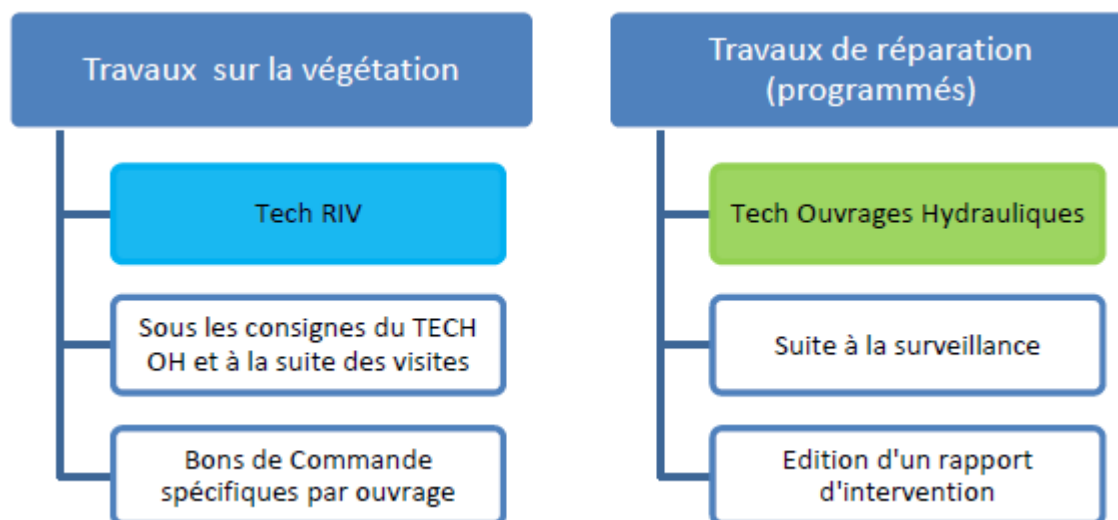 Travaux sur la végétation
Tech RIV
Sous les consignes du TECH
OH et à la suite des visites
Bons de Commande
spécifiques par ouvrage
Travaux de réparation
(programmés)
Tech Ouvrages Hydrauliques
Suite à la surveillance
Edition d'un rapport
d'intervention